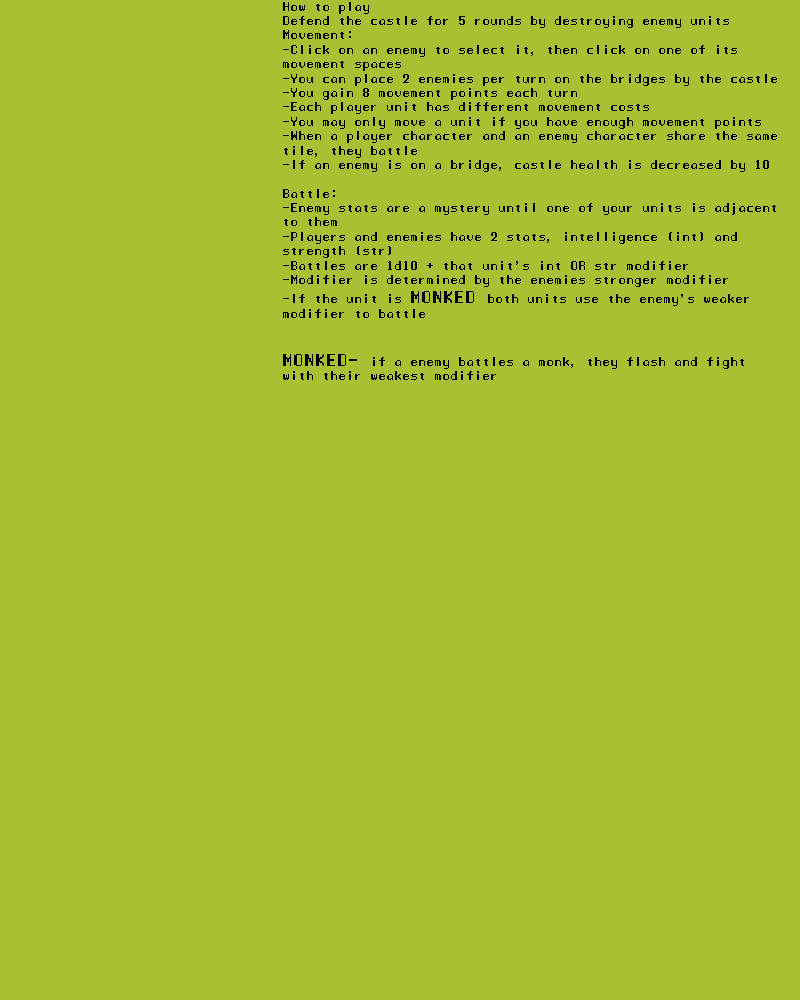 How to play
Defend the castle for 5 rounds by destroying enemy units
Movement:
-Click on an enemy to select it, then click on one of its
movement spaces
-You can place 2 enemies per turn on the bridges by the castle
-You gain 8 movement points each turn
-Each player unit has different movement costs
-You may only move a unit if you have enough movement points
-When a player character and an enemy character share the same
tile, they battle
-If an enemy is on a bridge, castle health is decreased by 10
Battle:
-Enemy stats are a mystery until one of your units is adjacent
to them
-Players and enemies have 2 stats, intelligence (int) and
strength (str)
-Battles are 1d10 + that unit's int OR str modifier
-Modifier is determined by the enemies stronger modifier
-If the unit is MONKED both units use the enemy's weaker
modifier to battle
MONKED- if a enemy battles a monk, they flash and fight
with their weakest modifier